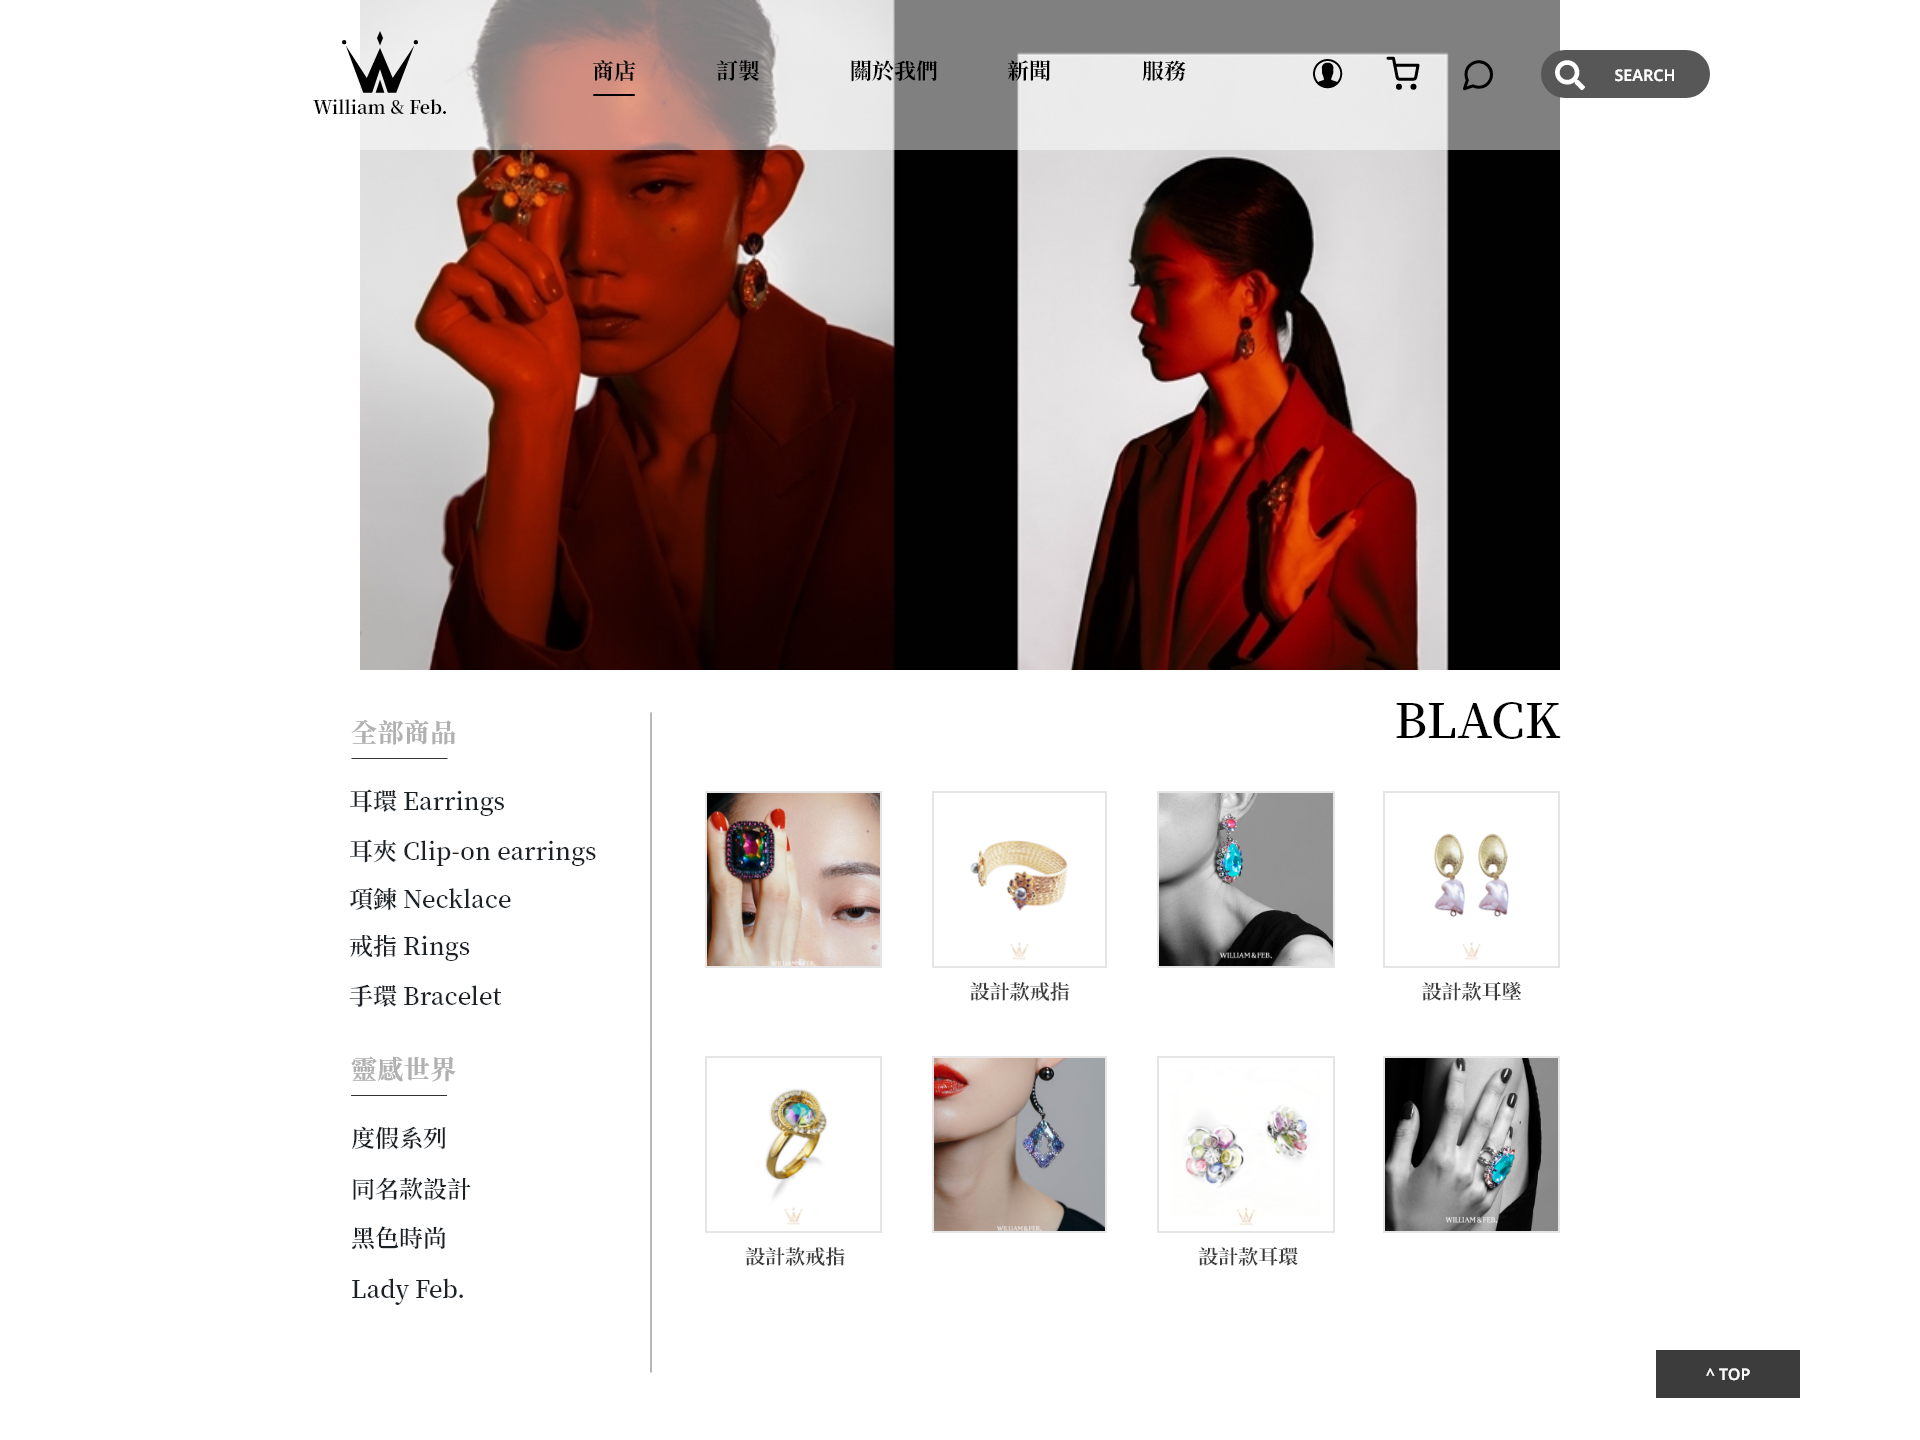 William & Feb.
商店
訂製
關於我們
新聞
服務
SEARCH
BLACK
全部商品
耳環 Earrings
耳夾 Clip-on earrings
項鍊 Necklace
戒指 Rings
手環 Bracelet
靈感世界
度假系列
同名款設計
黑色時尚
Lady Feb.
WILLIAM&FEB.
WILLIAM&FEB.
設計款戒指
設計款耳墜
WILLIAM&FEB.
WILLIAM&FEB.
設計款戒指
設計款耳環
^ TOP